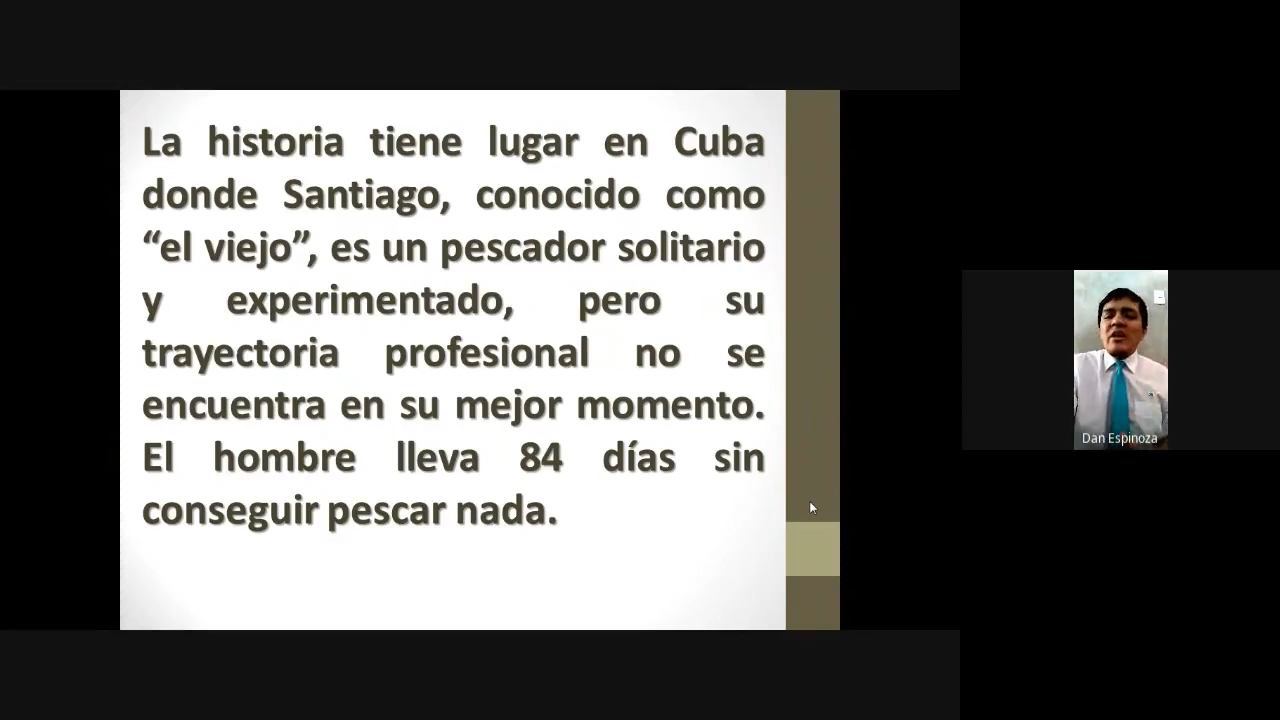 La historia tiene lugar en Cuba
donde Santiago, conocido como
“el viejo”, es un pescador solitario
y experimentado, pero su
trayectoria profesional no se
encuentra en su mejor momento.
El hombre lleva 84 días sin
conseguir pescar nada.
Dan Espinoza